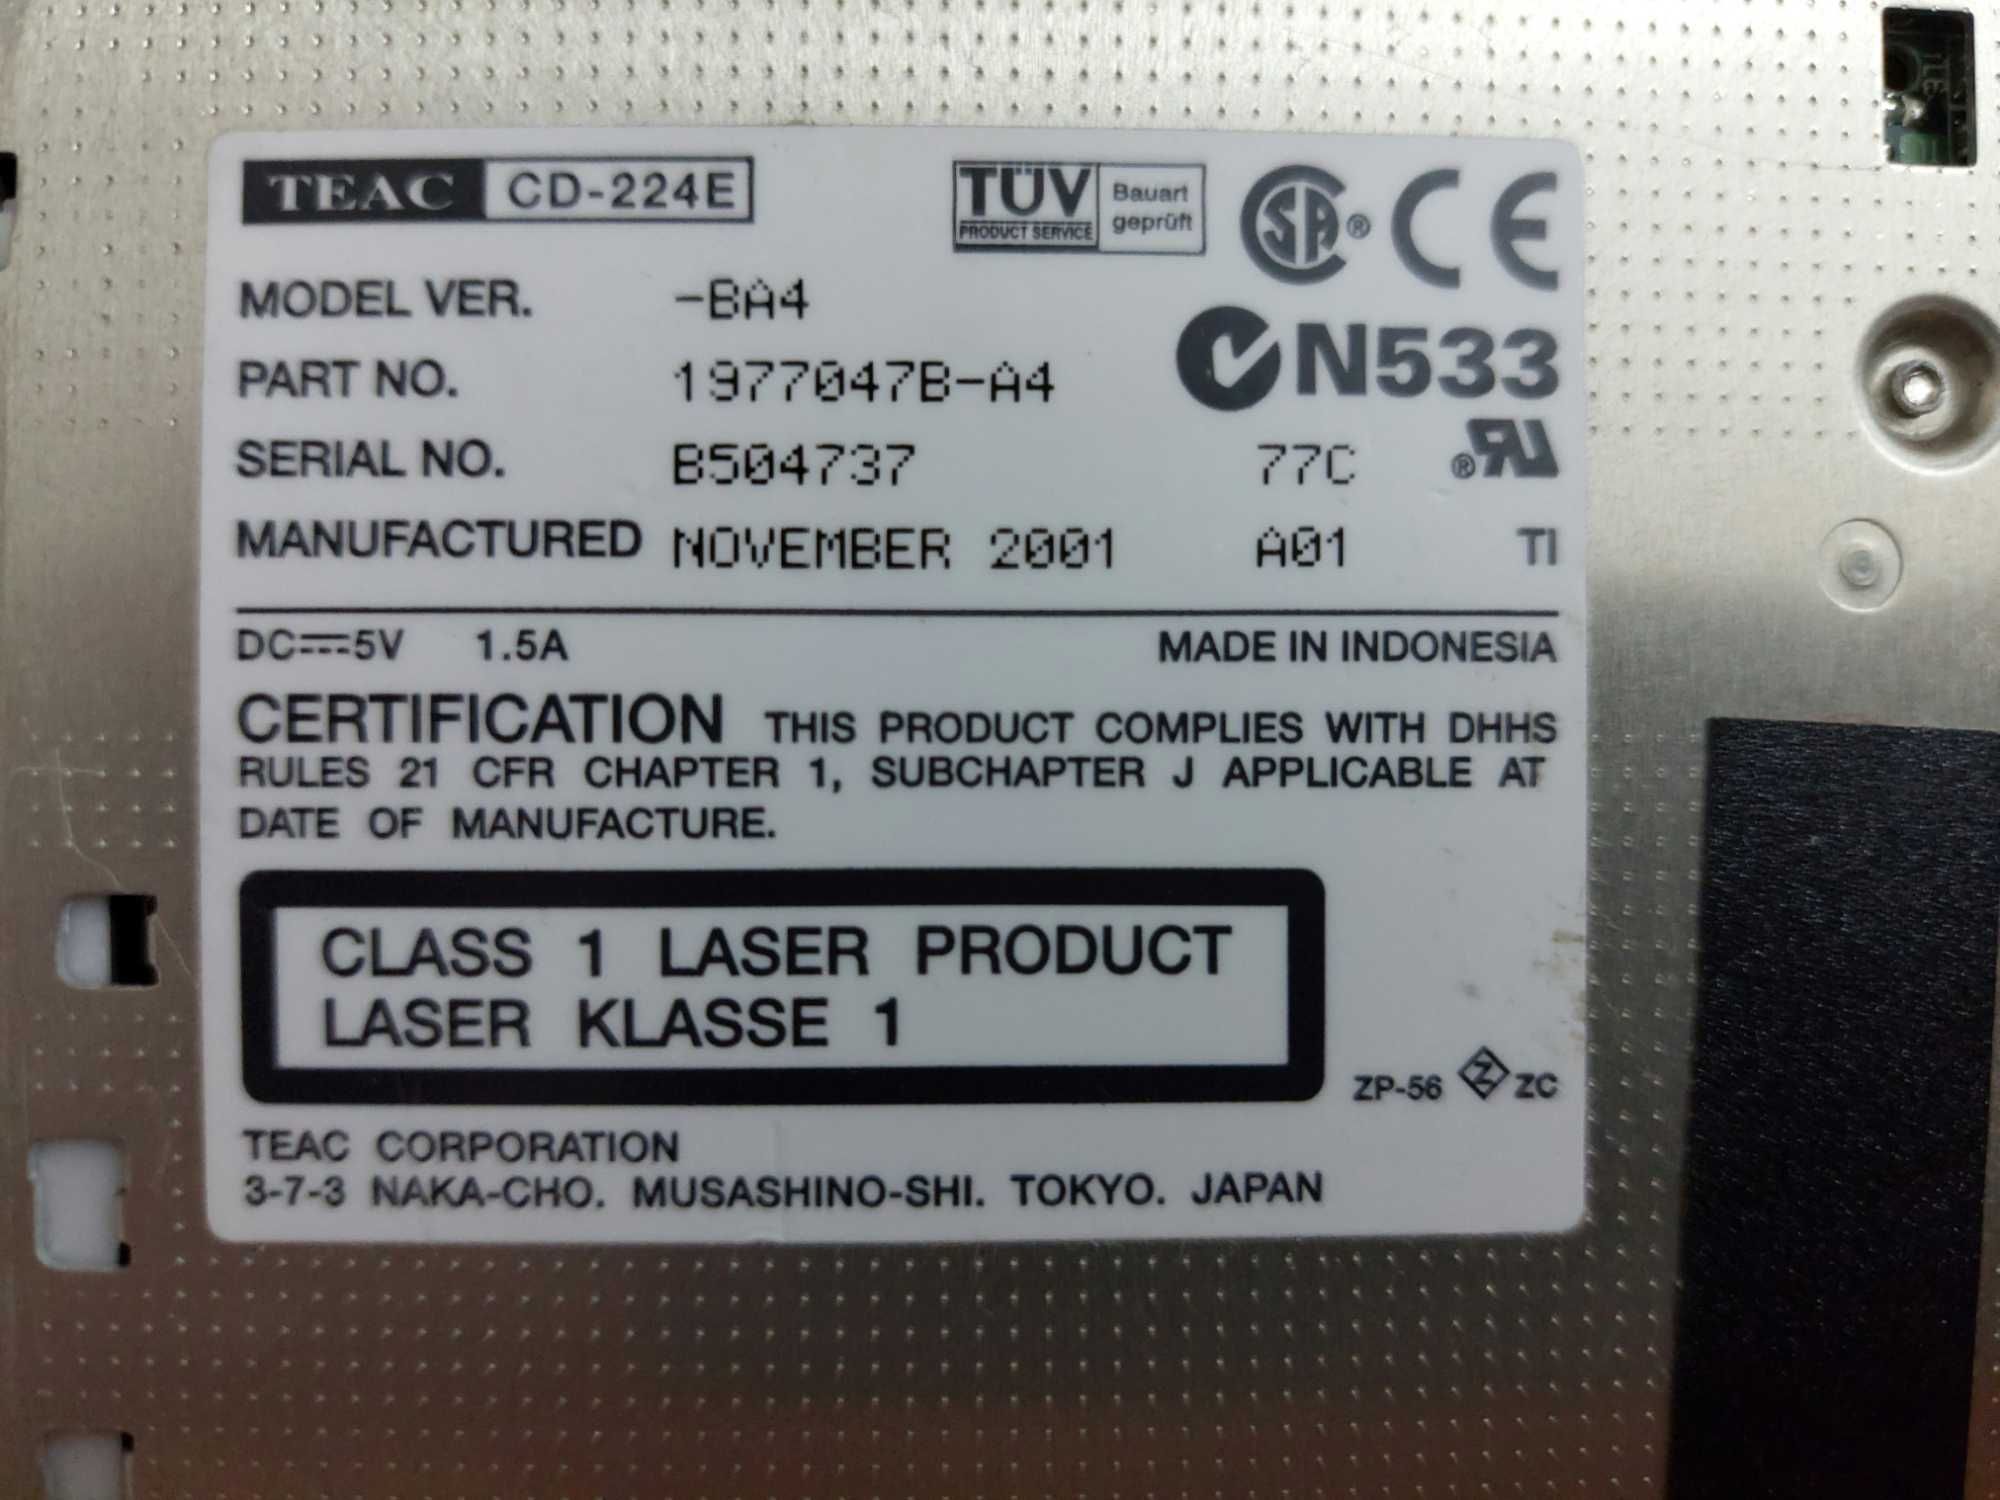 TEAC CD-224E
TÜV PRODUCT SERVICE Bauart geprüft
SA ® CE
MODEL VER. -BA4
N533
PART NO. 1977047B-A4
SERIAL NO. B504737 77C ® RU
MANUFACTURED NOVEMBER 2001 A01 TI
DC 5V 1.5A MADE IN INDONESIA
CERTIFICATION THIS PRODUCT COMPLIES WITH DHHS
RULES 21 CFR CHAPTER 1, SUBCHAPTER J APPLICABLE AT
DATE OF MANUFACTURE.
CLASS 1 LASER PRODUCT
LASER KLASSE 1
ZP-56 Z ZC
TEAC CORPORATION
3-7-3 NAKA-CHO. MUSASHINO-SHI. TOKYO. JAPAN